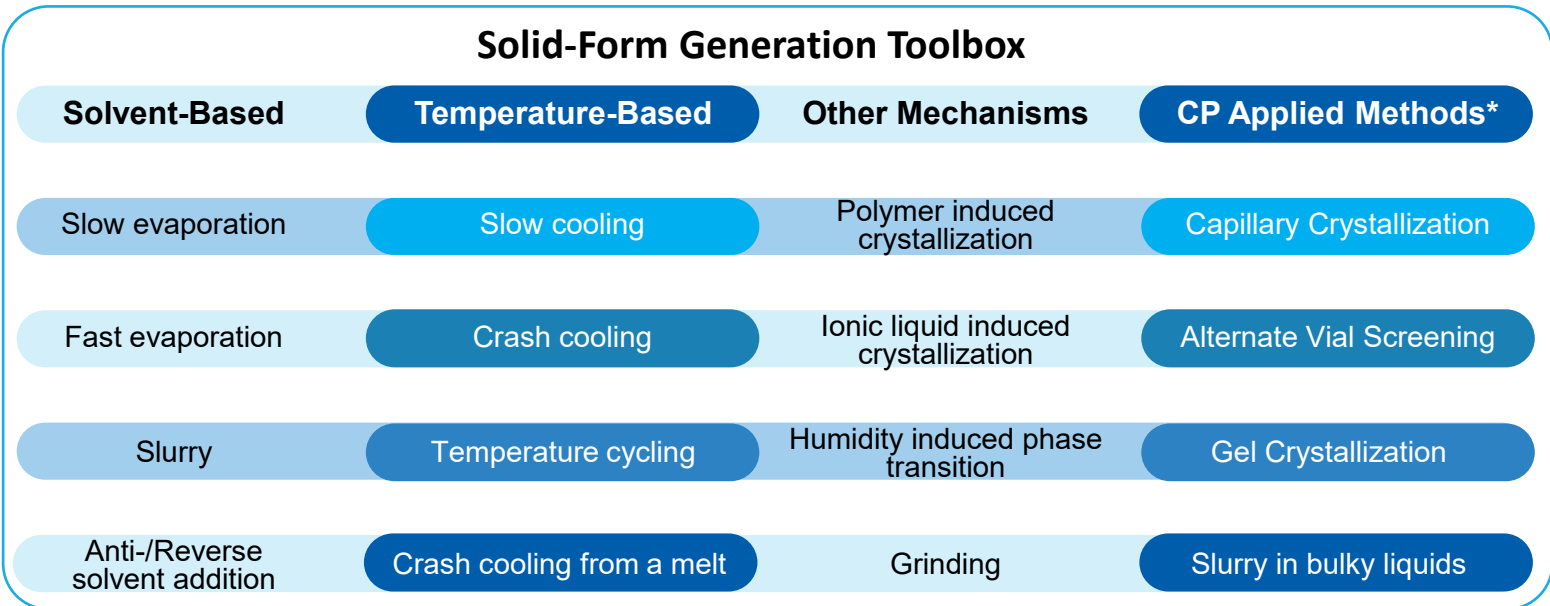 Solid-Form Generation Toolbox
Solvent-Based Temperature-Based Other Mechanisms CP Applied Methods*
Slow evaporation Slow cooling Polymer induced
crystallization Capillary Crystallization
Fast evaporation Crash cooling Ionic liquid induced
crystallization Alternate Vial Screening
Slurry Temperature cycling Humidity induced phase
transition Gel Crystallization
Anti-/Reverse
solvent addition Crash cooling from a melt Grinding Slurry in bulky liquids